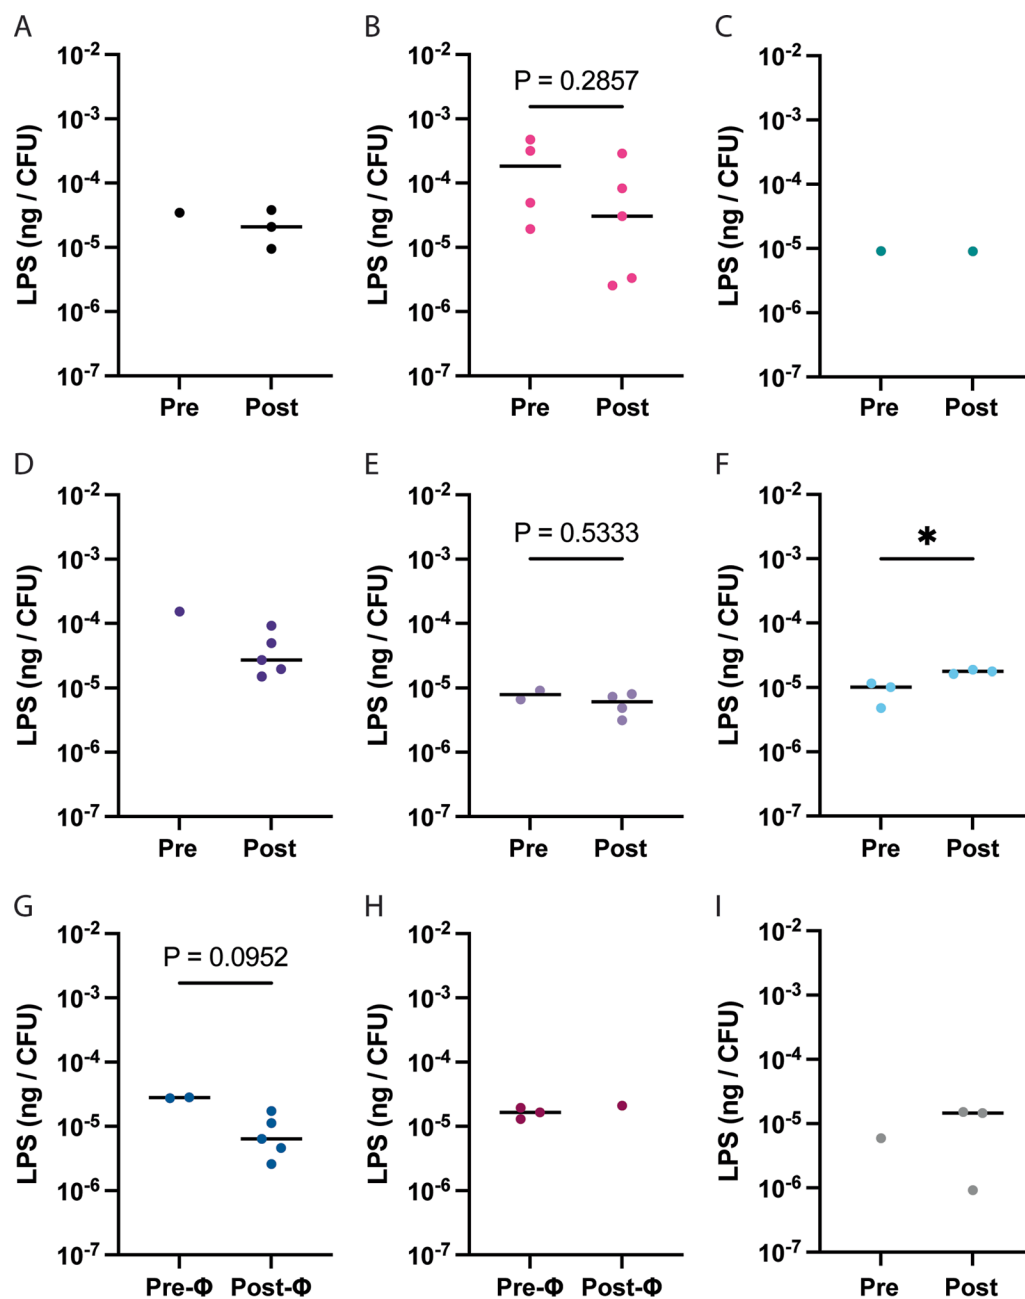 A
LPS (ng / CFU)
10-2
10-3
10-4
10-5
10-6
10-7
Pre Post
B
P = 0.2857
LPS (ng / CFU)
10-2
10-3
10-4
10-5
10-6
10-7
Pre Post
C
LPS (ng / CFU)
10-2
10-3
10-4
10-5
10-6
10-7
Pre Post
D
LPS (ng / CFU)
10-2
10-3
10-4
10-5
10-6
10-7
Pre Post
E
P = 0.5333
LPS (ng / CFU)
10-2
10-3
10-4
10-5
10-6
10-7
Pre Post
F
*
LPS (ng / CFU)
10-2
10-3
10-4
10-5
10-6
10-7
Pre Post
G
P = 0.0952
LPS (ng / CFU)
10-2
10-3
10-4
10-5
10-6
10-7
Pre-Φ Post-Φ
H
LPS (ng / CFU)
10-2
10-3
10-4
10-5
10-6
10-7
Pre-Φ Post-Φ
I
LPS (ng / CFU)
10-2
10-3
10-4
10-5
10-6
10-7
Pre Post